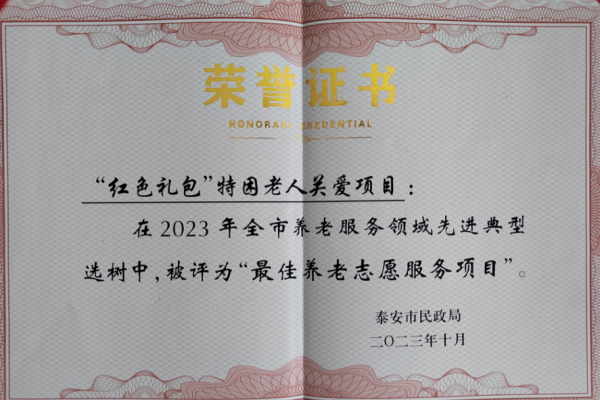 荣誉证书
HONORARY CREDENTIAL
“红色礼包”特困老人关爱项目：
在2023年全市养老服务领域先进典型
选树中，被评为“最佳养老志愿服务项目”。
泰安市民政局
二〇二三年十月